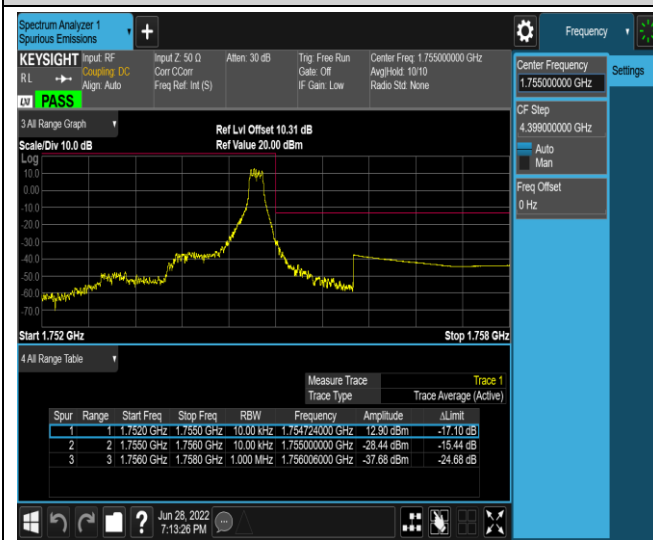 Spectrum Analyzer 1
Spurious Emissions
+
Frequency
KEYSIGHT Input: RF Input Z: 50 Ω Atten: 30 dB Trig: Free Run Center Freq: 1.755000000 GHz
RL Coupling: DC Corr CCorr Gate: Off Avg|Hold: 10/10
Align: Auto Freq Ref: Int (S) IF Gain: Low Radio Std: None
LXI PASS
Center Frequency
1.755000000 GHz
Settings
CF Step
4.399000000 GHz
Auto
Man
Freq Offset
0 Hz
3 All Range Graph
Ref Lvl Offset 10.31 dB
Scale/Div 10.0 dB Ref Value 20.00 dBm
Log
10.0
0.00
-10.0
-20.0
-30.0
-40.0
-50.0
-60.0
-70.0
Start 1.752 GHz Stop 1.758 GHz
4 All Range Table
Measure Trace Trace 1
Trace Type Trace Average (Active)
Spur Range Start Freq Stop Freq RBW Frequency Amplitude ΔLimit
1 1 1.7520 GHz 1.7550 GHz 10.00 kHz 1.754724000 GHz 12.90 dBm -17.10 dB
2 2 1.7550 GHz 1.7560 GHz 10.00 kHz 1.755000000 GHz -28.44 dBm -15.44 dB
3 3 1.7560 GHz 1.7580 GHz 1.000 MHz 1.756006000 GHz -37.68 dBm -24.68 dB
? Jun 28, 2022
7:13:26 PM